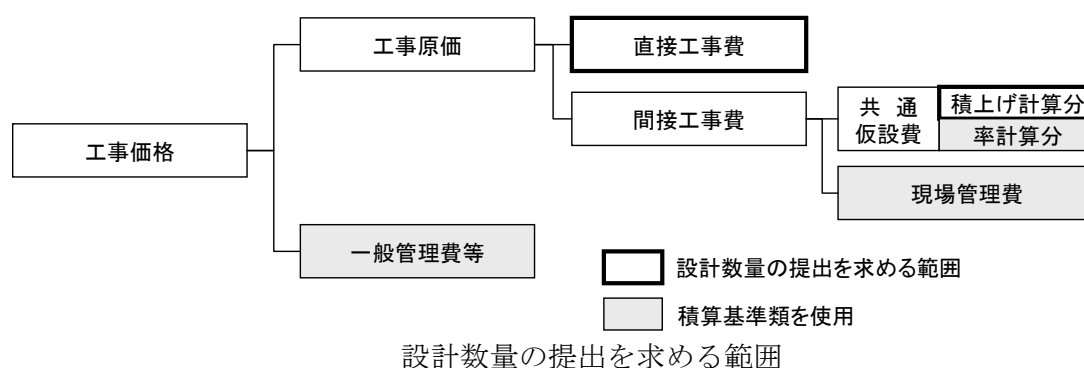 工事価格
工事原価
直接工事費
間接工事費
共通
仮設費
積上げ計算分
率計算分
現場管理費
一般管理費等
設計数量の提出を求める範囲
積算基準類を使用
設計数量の提出を求める範囲